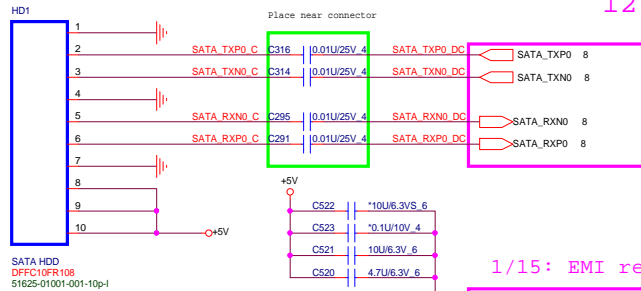 HD1
Place near connector
12
1
2 SATA_TXP0_C C316 0.01U/25V_4 SATA_TXP0_DC SATA_TXP0 8
3 SATA_TXN0_C C314 0.01U/25V_4 SATA_TXN0_DC SATA_TXN0 8
4
5 SATA_RXN0_C C295 0.01U/25V_4 SATA_RXN0_DC SATA_RXN0 8
6 SATA_RXP0_C C291 0.01U/25V_4 SATA_RXP0_DC SATA_RXP0 8
7
8
9
10 +5V
+5V
C522 *10U/6.3VS_6
C523 *0.1U/10V_4
C521 10U/6.3V_6
C520 4.7U/6.3V_6
SATA HDD
DFFC10FR108
51625-01001-001-10p-l
1/15: EMI re